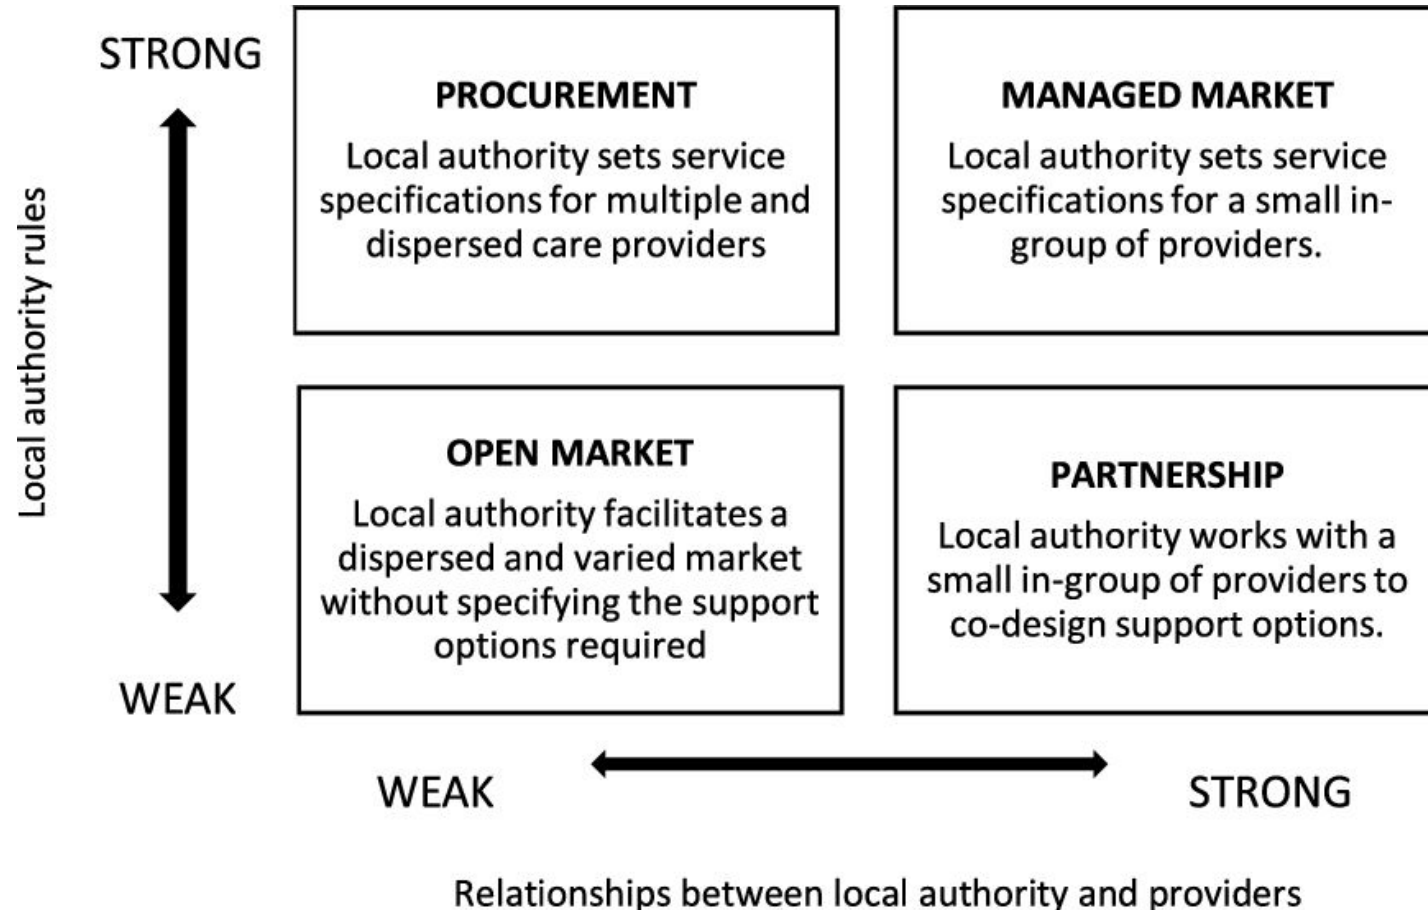 STRONG
PROCUREMENT
Local authority sets service
specifications for multiple and
dispersed care providers
MANAGED MARKET
Local authority sets service
specifications for a small in-
group of providers.
Local authority rules
OPEN MARKET
Local authority facilitates a
dispersed and varied market
without specifying the support
options required
PARTNERSHIP
Local authority works with a
small in-group of providers to
co-design support options.
WEAK
WEAK
STRONG
Relationships between local authority and providers